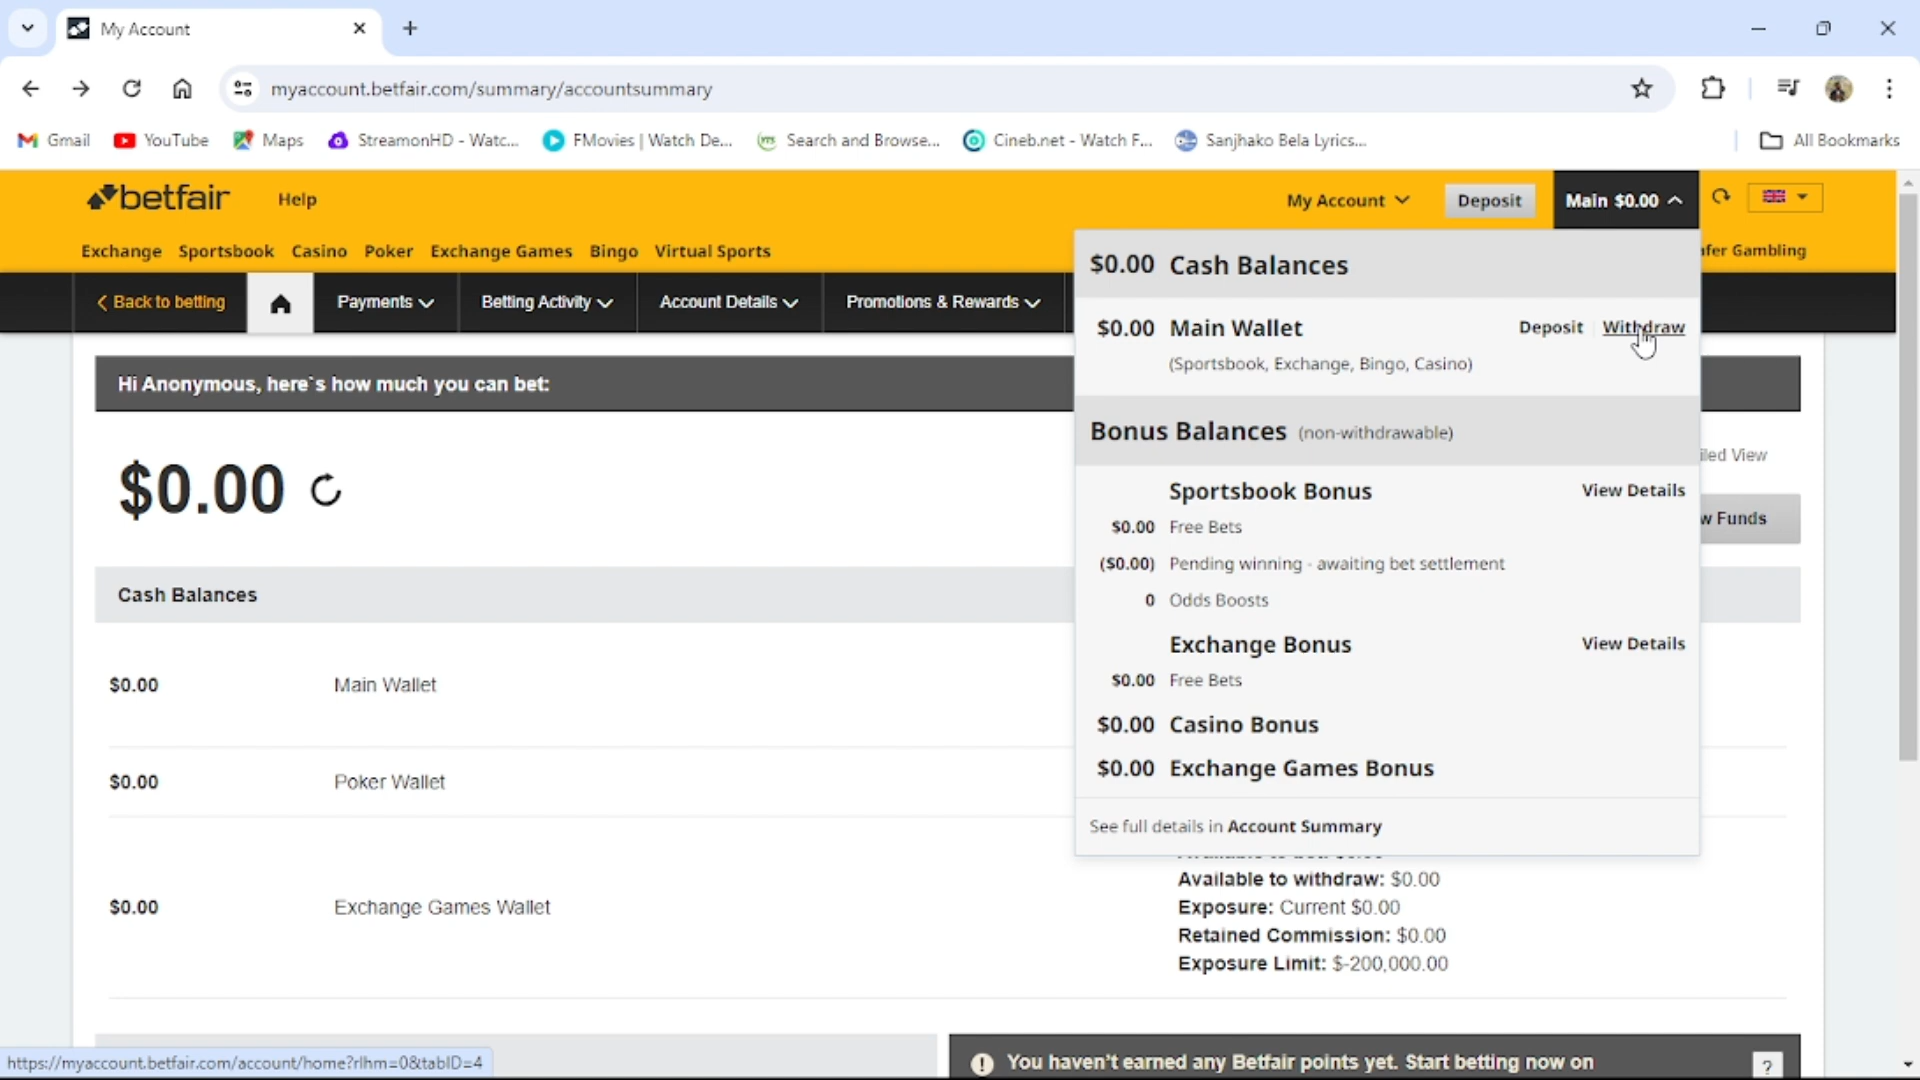 My Account
myaccount.betfair.com/summary/accountsummary
Gmail YouTube Maps StreamonHD - Watc... FMovies | Watch De... Search and Browse... Cineb.net - Watch F... Sanjhako Bela Lyrics... All Bookmarks
betfair Help My Account Deposit Main $0.00
Exchange Sportsbook Casino Poker Exchange Games Bingo Virtual Sports Gambling
Back to betting Payments Betting Activity Account Details Promotions & Rewards
$0.00 Cash Balances
$0.00 Main Wallet Deposit Withdraw
(Sportsbook, Exchange, Bingo, Casino)
Bonus Balances (non-withdrawable)
Sportsbook Bonus View Details
$0.00 Free Bets
($0.00) Pending winning - awaiting bet settlement
0 Odds Boosts
Exchange Bonus View Details
$0.00 Free Bets
$0.00 Casino Bonus
$0.00 Exchange Games Bonus
See full details in Account Summary
Hi Anonymous, here`s how much you can bet:
View
$0.00
Funds
Cash Balances
$0.00 Main Wallet
$0.00 Poker Wallet
$0.00 Exchange Games Wallet
Available to withdraw: $0.00
Exposure: Current $0.00
Retained Commission: $0.00
Exposure Limit: $-200,000.00
! You haven't earned any Betfair points yet. Start betting now on ?
https://myaccount.betfair.com/account/home?rlhm=0&tabID=4